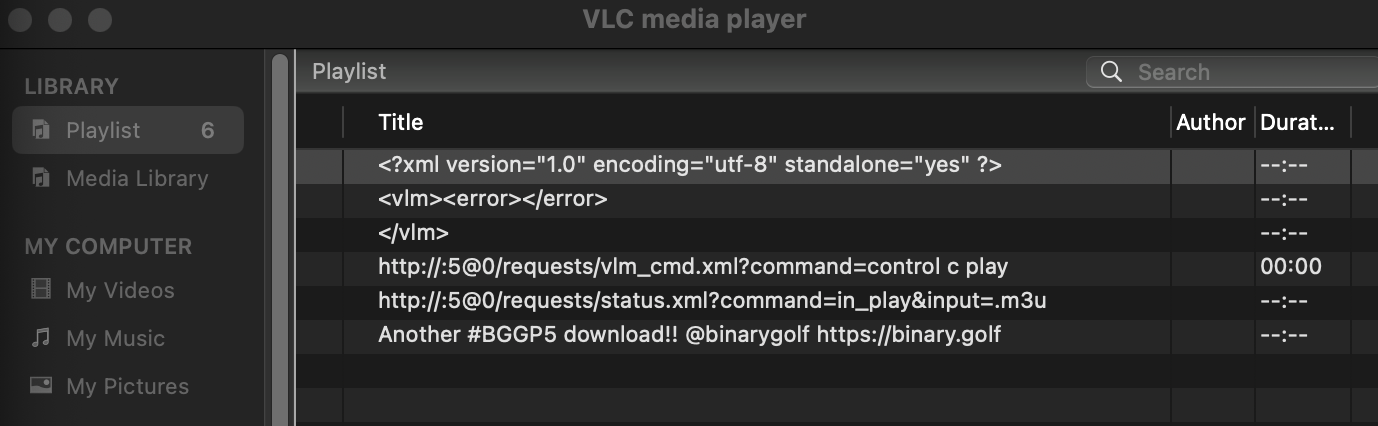 VLC media player
LIBRARY
Playlist 6
Media Library
MY COMPUTER
My Videos
My Music
My Pictures
Playlist
Search
Title Author Durat...
<?xml version="1.0" encoding="utf-8" standalone="yes" ?> --:--
<vlm><error></error> --:--
</vlm> --:--
http://:5@0/requests/vlm_cmd.xml?command=control c play 00:00
http://:5@0/requests/status.xml?command=in_play&input=.m3u --:--
Another #BGGP5 download!! @binarygolf https://binary.golf --:--